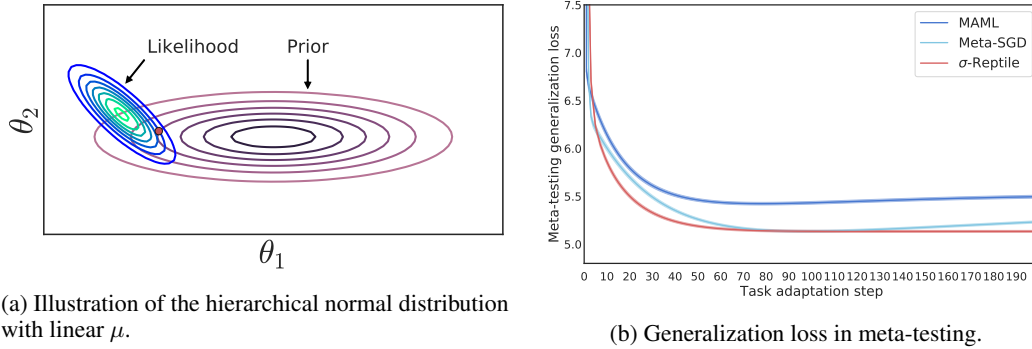 Likelihood
Prior
θ₂
θ₁
(a) Illustration of the hierarchical normal distribution
with linear μ.
Meta-testing generalization loss
7.5
7.0
6.5
6.0
5.5
5.0
MAML
Meta-SGD
σ-Reptile
0 10 20 30 40 50 60 70 80 90 100 110 120 130 140 150 160 170 180 190
Task adaptation step
(b) Generalization loss in meta-testing.